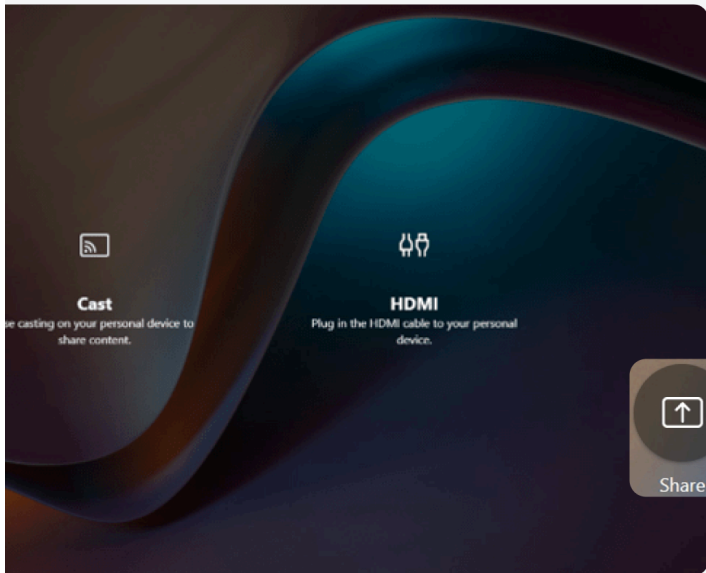 Cast
se casting on your personal device to
share content.
HDMI
Plug in the HDMI cable to your personal
device.
Share